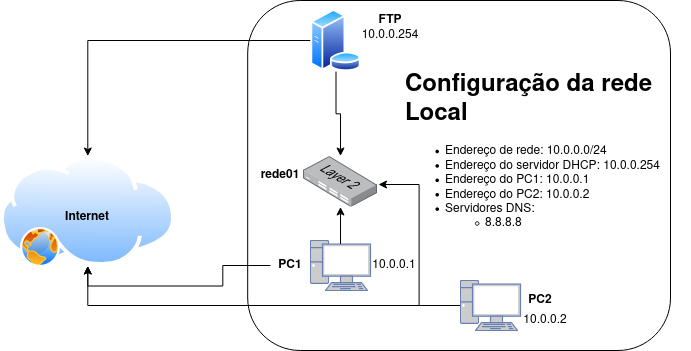 FTP
10.0.0.254
Configuração da rede
Local
Endereço de rede: 10.0.0.0/24
Endereço do servidor DHCP: 10.0.0.254
Endereço do PC1: 10.0.0.1
Endereço do PC2: 10.0.0.2
Servidores DNS:
8.8.8.8
rede01
Layer 2
Internet
PC1
10.0.0.1
PC2
10.0.0.2